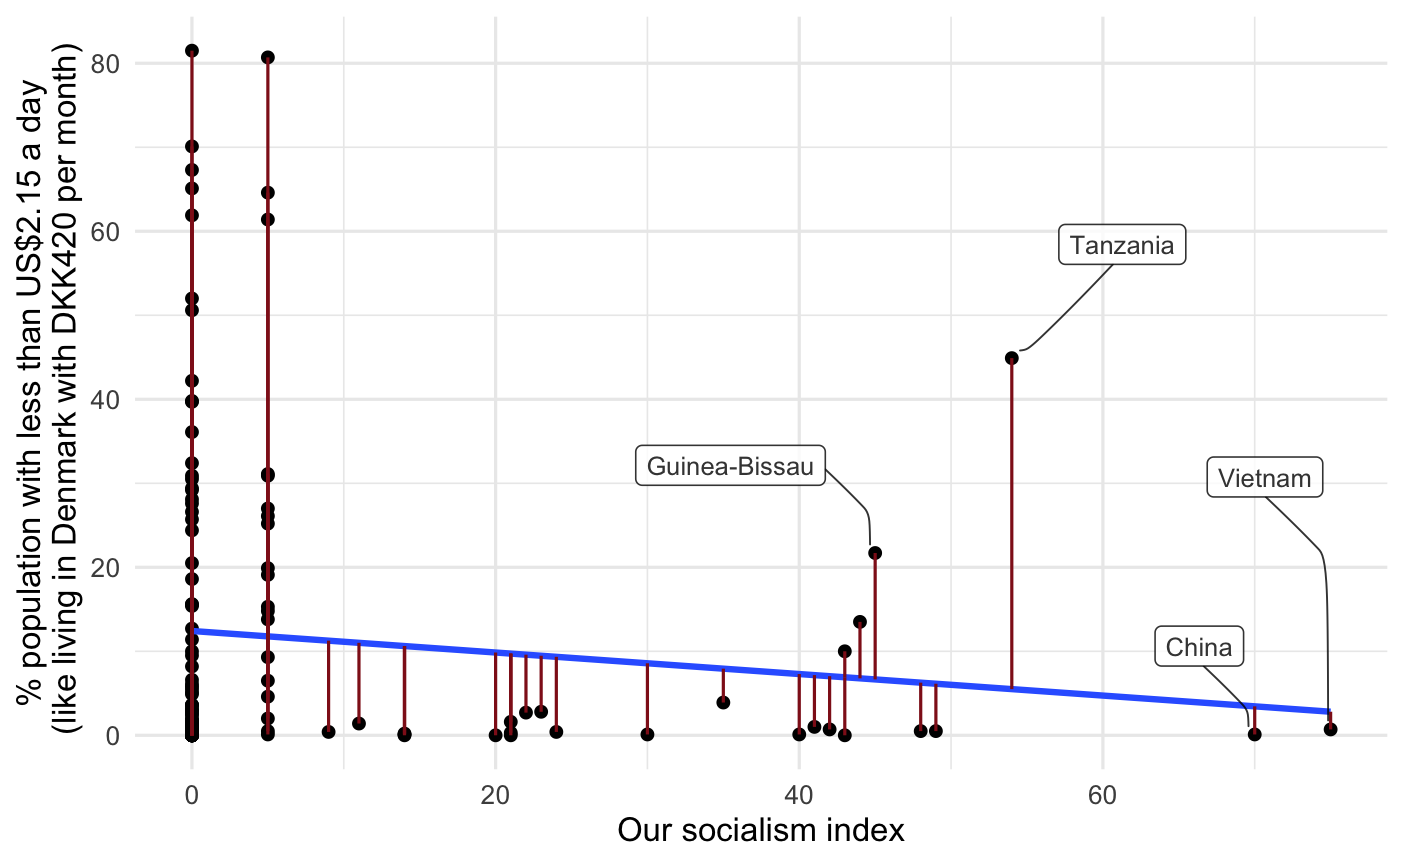 % population with less than US$2.15 a day
(like living in Denmark with DKK420 per month)
80
60
40
20
0
Tanzania
Guinea-Bissau
Vietnam
China
0
20
40
60
Our socialism index